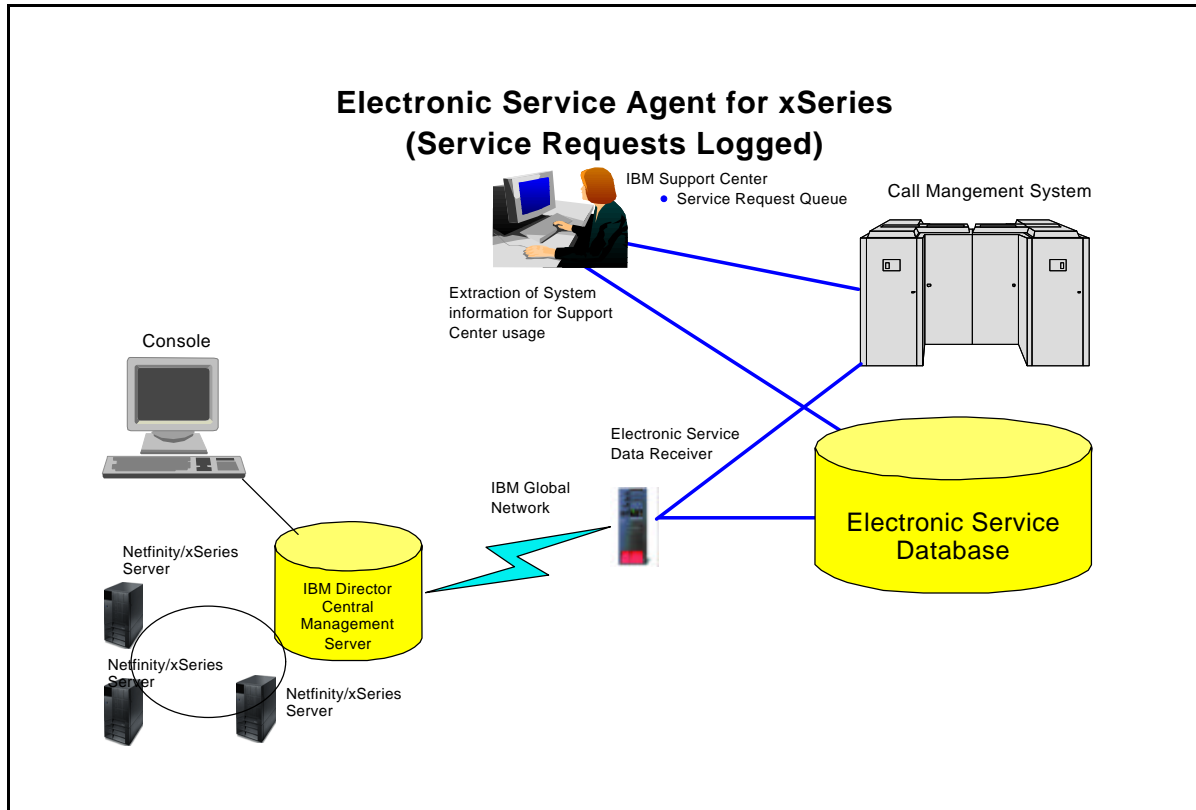 Electronic Service Agent for xSeries
(Service Requests Logged)
IBM Support Center
• Service Request Queue
Call Mangement System
Extraction of System
information for Support
Center usage
Console
Electronic Service
Data Receiver
IBM Global
Network
Electronic Service
Database
Netfinity/xSeries
Server
IBM Director
Central
Management
Server
Netfinity/xSeries
Server
Netfinity/xSeries
Server